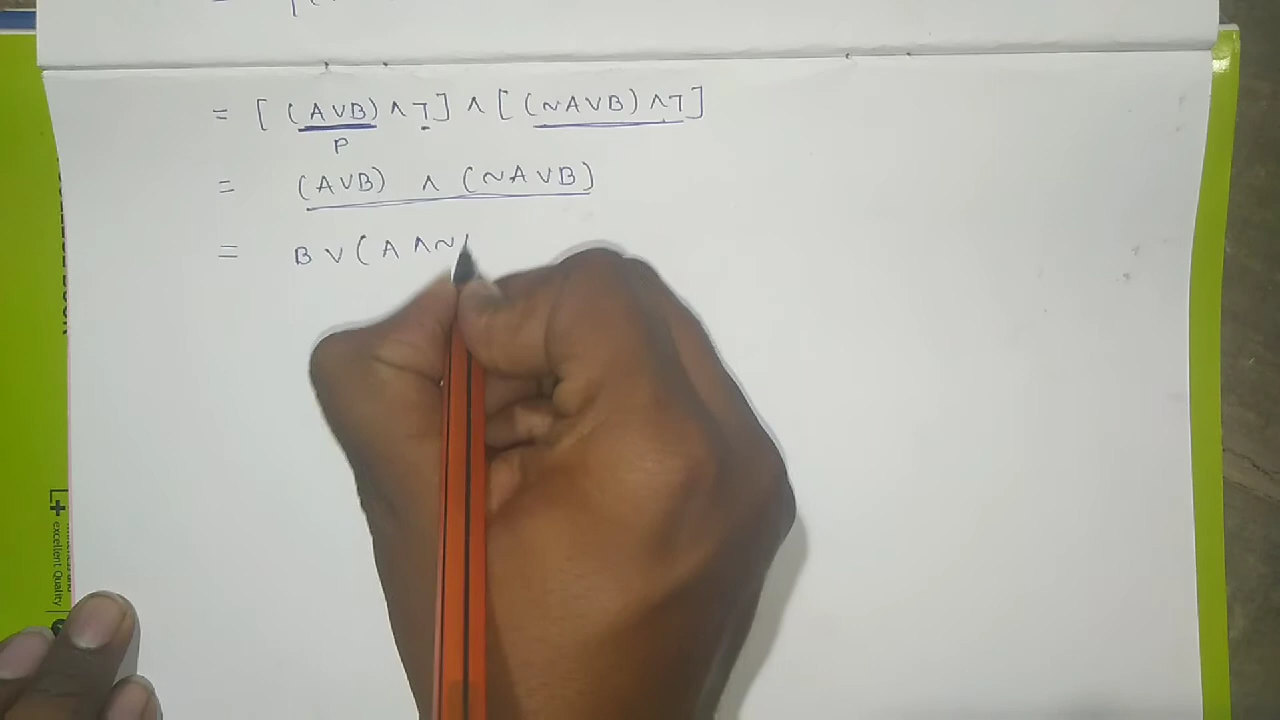 = [ (A∨B) ∧ T ] ∧ [ (~A∨B) ∧ T ]
P
= (A∨B) ∧ (~A∨B)
= B ∨ ( A ∧ ~
excellent Quality